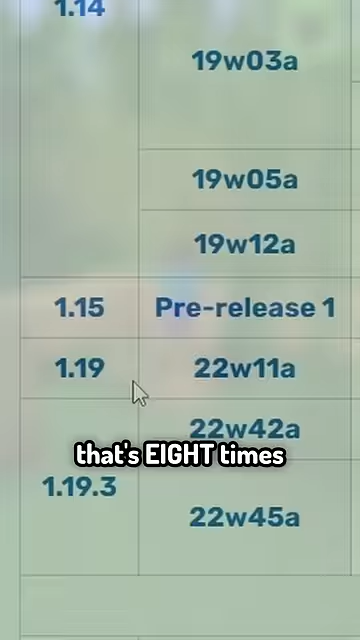 1.14
19w03a
19w05a
19w12a
1.15 Pre-release 1
1.19 22w11a
22w42a
that's EIGHT times
1.19.3
22w45a